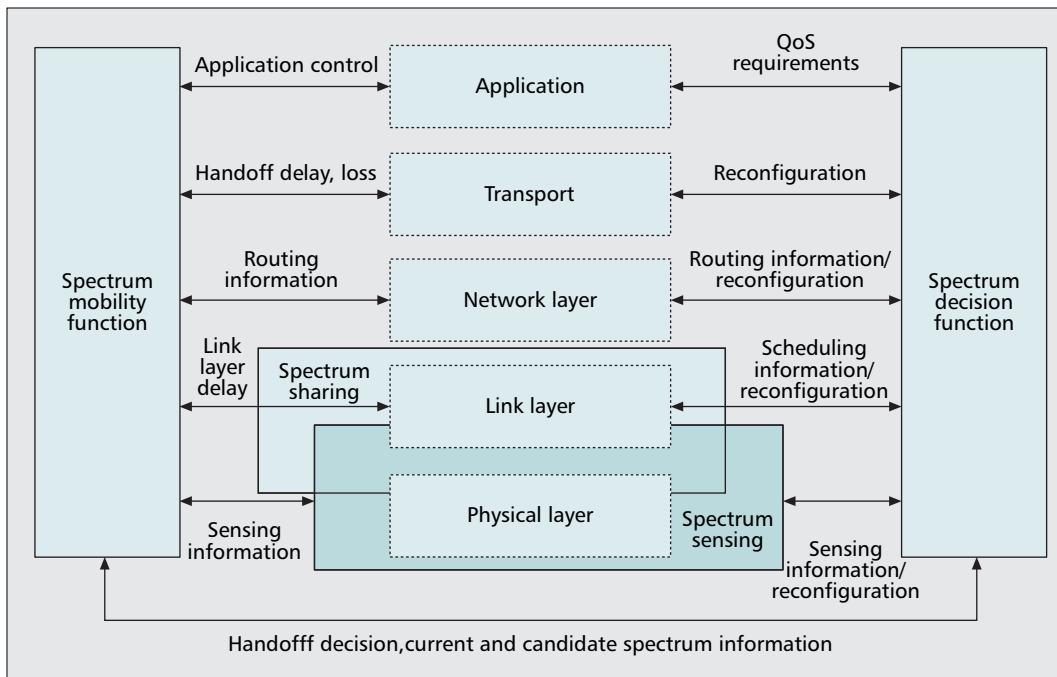 Application control
Application
QoS
requirements
Handoff delay, loss
Transport
Reconfiguration
Spectrum
mobility
function
Routing
information
Network layer
Routing information/
reconfiguration
Spectrum
decision
function
Link
layer
delay
Spectrum
sharing
Link layer
Scheduling
information/
reconfiguration
Sensing
information
Physical layer
Spectrum
sensing
Sensing
information/
reconfiguration
Handofff decision,current and candidate spectrum information